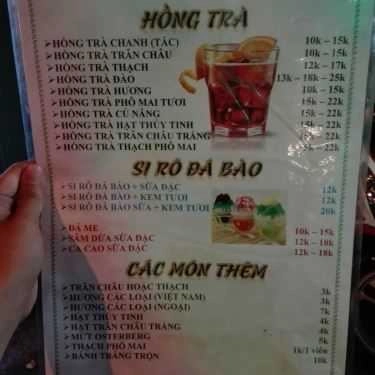 HỒNG TRÀ
HỒNG TRÀ CHANH (TẮC) 10k – 15k
HỒNG TRÀ TRÂN CHÂU 10k – 15k
HỒNG TRÀ THẠCH 12k – 17k
HỒNG TRÀ ĐÀO 13k – 18k – 25k
HỒNG TRÀ HƯƠNG 10k – 15k
HỒNG TRÀ PHÔ MAI TƯƠI 15k – 22k
HỒNG TRÀ CỦ NĂNG 15k – 22k
HỒNG TRÀ HẠT THỦY TINH 15k – 22k
HỒNG TRÀ TRÂN CHÂU TRẮNG 15k – 22k
HỒNG TRÀ THẠCH PHÔ MAI 15k – 22k
SI RÔ ĐÁ BÀO
SI RÔ ĐÁ BÀO + SỮA ĐẶC 12k
SI RÔ ĐÁ BÀO + KEM TƯƠI 12k
SI RÔ ĐÁ BÀO SỮA + KEM TƯƠI 20k
ĐÁ ME 10k – 15k
SÂM DỨA SỮA ĐẶC 12k – 18k
CA CAO SỮA ĐẶC 12k – 18k
CÁC MÓN THÊM
TRÂN CHÂU HOẶC THẠCH 3k
HƯƠNG CÁC LOẠI (VIỆT NAM) 3k
HƯƠNG CÁC LOẠI (NGOẠI) 7k
HẠT THỦY TINH 4k
HẠT TRÂN CHÂU TRẮNG 4k
MỨT OSTERBERG 5k
THẠCH PHÔ MAI 1k/1 viên
BÁNH TRÁNG TRỘN 10k